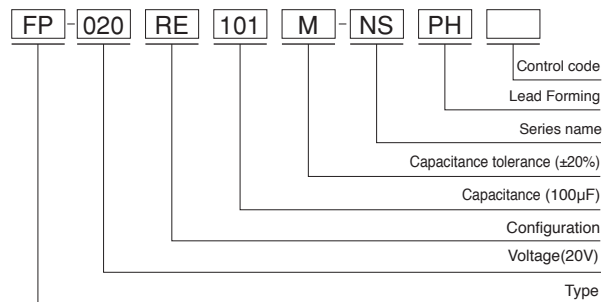 FP-020 RE 101 M-NS PH
Control code
Lead Forming
Series name
Capacitance tolerance (±20%)
Capacitance (100µF)
Configuration
Voltage(20V)
Type